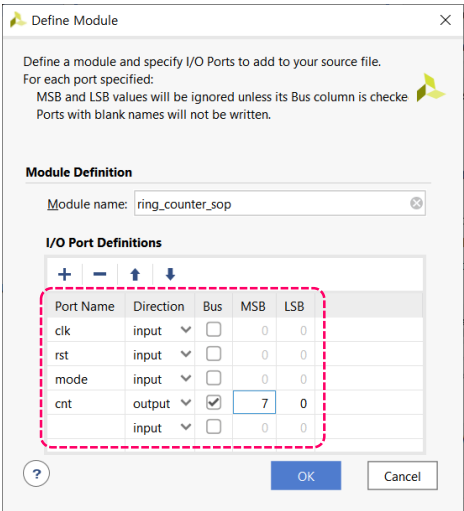 Define Module
Define a module and specify I/O Ports to add to your source file.
For each port specified:
MSB and LSB values will be ignored unless its Bus column is checke
Ports with blank names will not be written.
Module Definition
Module name: ring_counter_sop
I/O Port Definitions
Port Name Direction Bus MSB LSB
clk input 0 0
rst input 0 0
mode input 0 0
cnt output 7 0
input 0 0
? OK Cancel